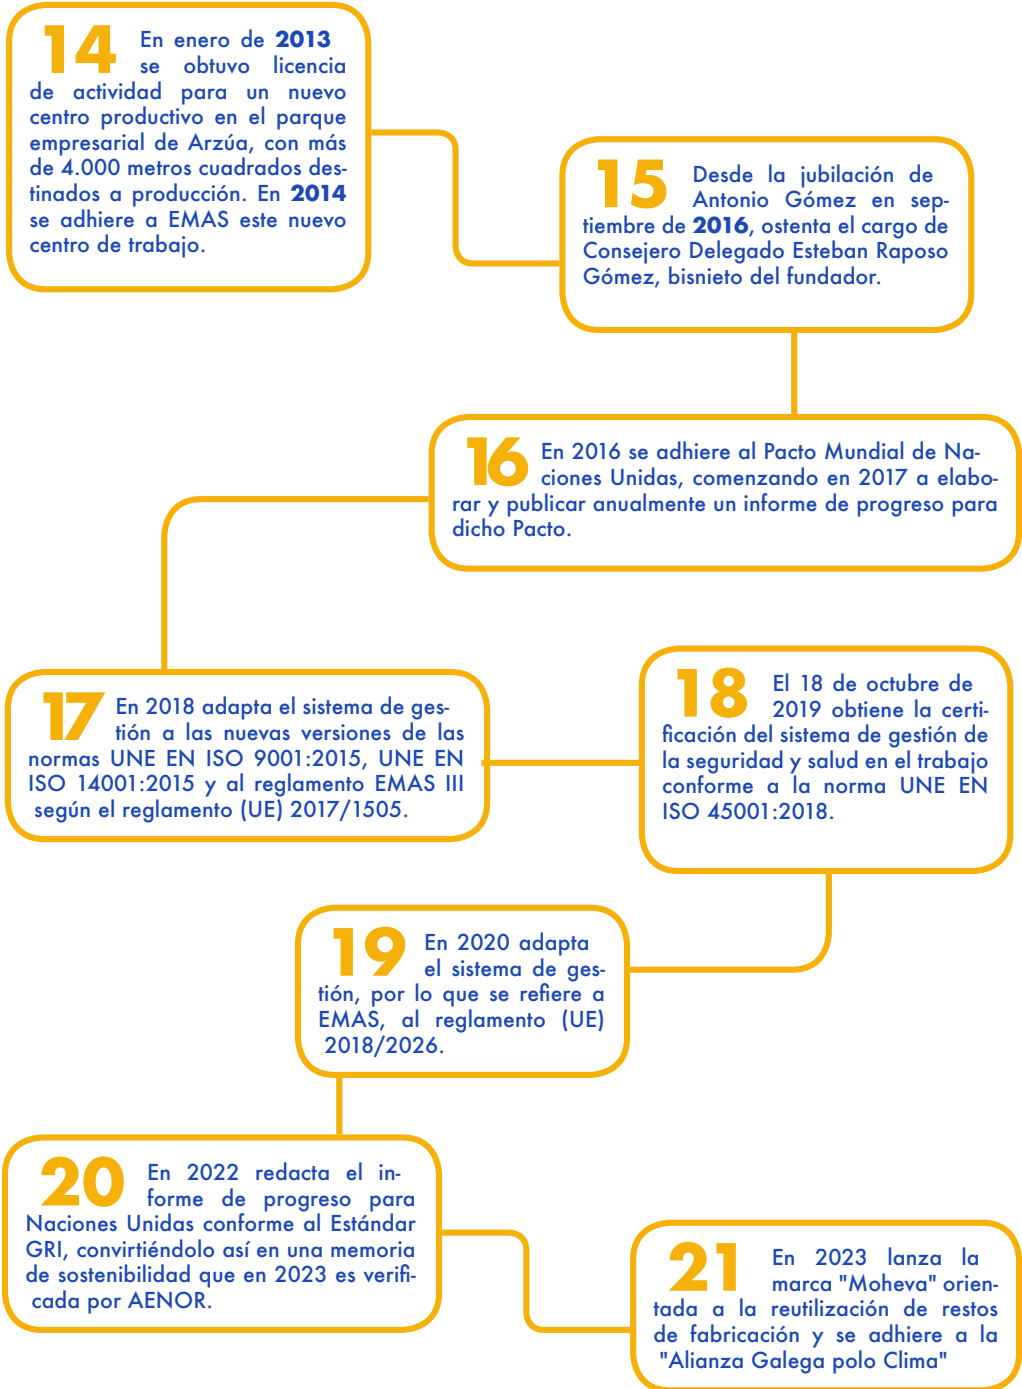 14 En enero de 2013
se obtuvo licencia
de actividad para un nuevo
centro productivo en el parque
empresarial de Arzúa, con más
de 4.000 metros cuadrados des-
tinados a producción. En 2014
se adhiere a EMAS este nuevo
centro de trabajo.
15 Desde la jubilación de
Antonio Gómez en sep-
tiembre de 2016, ostenta el cargo de
Consejero Delegado Esteban Raposo
Gómez, bisnieto del fundador.
16 En 2016 se adhiere al Pacto Mundial de Na-
ciones Unidas, comenzando en 2017 a elabo-
rar y publicar anualmente un informe de progreso para
dicho Pacto.
17 En 2018 adapta el sistema de ges-
tión a las nuevas versiones de las
normas UNE EN ISO 9001:2015, UNE EN
ISO 14001:2015 y al reglamento EMAS III
según el reglamento (UE) 2017/1505.
18 El 18 de octubre de
2019 obtiene la certi-
ficación del sistema de gestión de
la seguridad y salud en el trabajo
conforme a la norma UNE EN
ISO 45001:2018.
19 En 2020 adapta
el sistema de ges-
tión, por lo que se refiere a
EMAS, al reglamento (UE)
2018/2026.
20 En 2022 redacta el in-
forme de progreso para
Naciones Unidas conforme al Estándar
GRI, convirtiéndolo así en una memoria
de sostenibilidad que en 2023 es verifi-
cada por AENOR.
21 En 2023 lanza la
marca "Moheva" orien-
tada a la reutilización de restos
de fabricación y se adhiere a la
"Alianza Galega polo Clima"